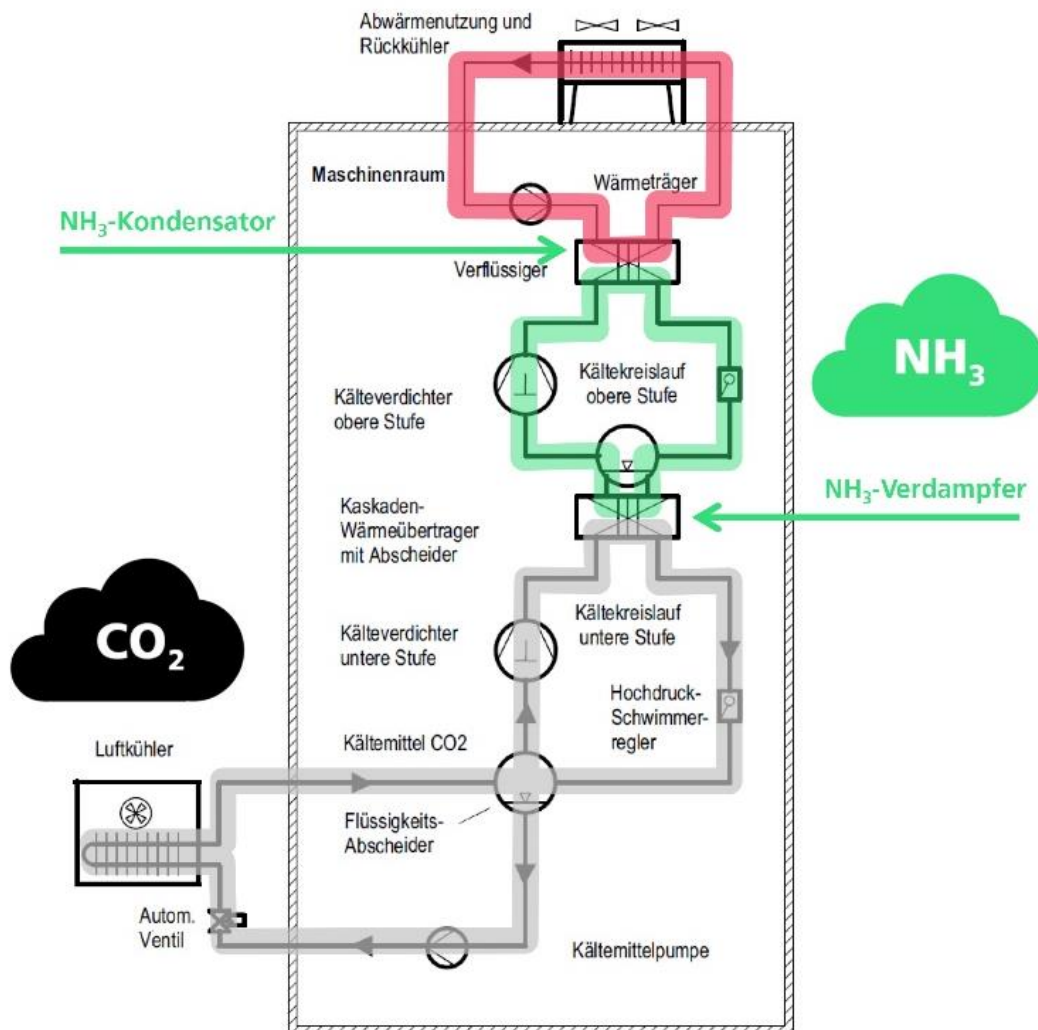 Abwärmenutzung und
Rückkühler
Maschinenraum
Wärmeträger
NH₃-Kondensator
Verflüssiger
NH₃
Kälteverdichter
obere Stufe
Kältekreislauf
obere Stufe
NH₃-Verdampfer
Kaskaden-
Wärmeübertrager
mit Abscheider
CO₂
Kälteverdichter
untere Stufe
Kältekreislauf
untere Stufe
Hochdruck-
Schwimmer-
regler
Luftkühler
Kältemittel CO2
Flüssigkeits-
Abscheider
Autom.
Ventil
Kältemittelpumpe